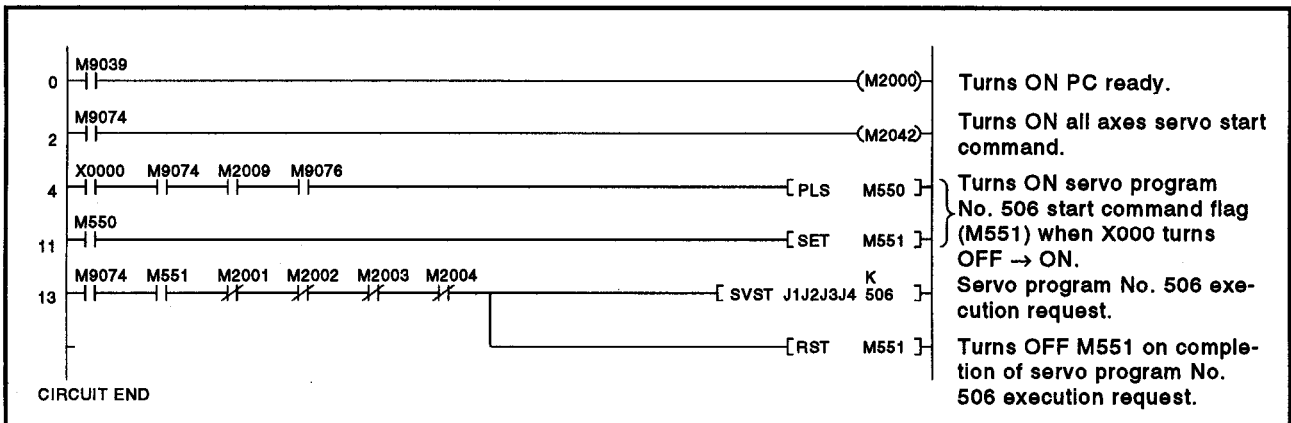 M9039
0 (M2000) Turns ON PC ready.
M9074
2 (M2042) Turns ON all axes servo start
command.
X0000 M9074 M2009 M9076
4 [ PLS M550 ] Turns ON servo program
No. 506 start command flag
M550
11 [ SET M551 ] (M551) when X000 turns
OFF → ON.
M9074 M551 M2001 M2002 M2003 M2004 K
13 [ SVST J1J2J3J4 506 ] Servo program No. 506 exe-
cution request.
[ RST M551 ] Turns OFF M551 on comple-
tion of servo program No.
506 execution request.
CIRCUIT END